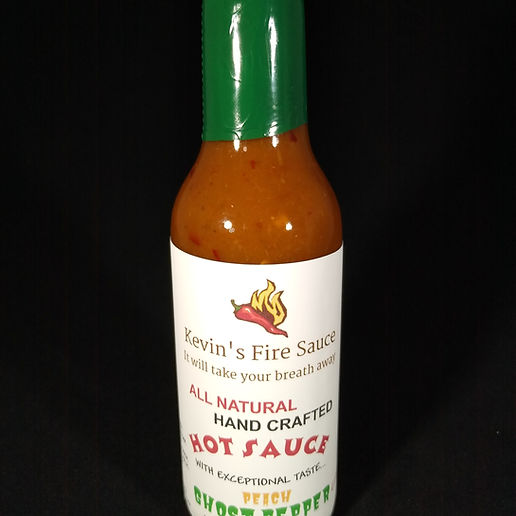 Kevin's Fire Sauce
It will take your breath away
ALL NATURAL
HAND CRAFTED
HOT SAUCE
WITH EXCEPTIONAL TASTE...
PEACH
GHOST PEPPER